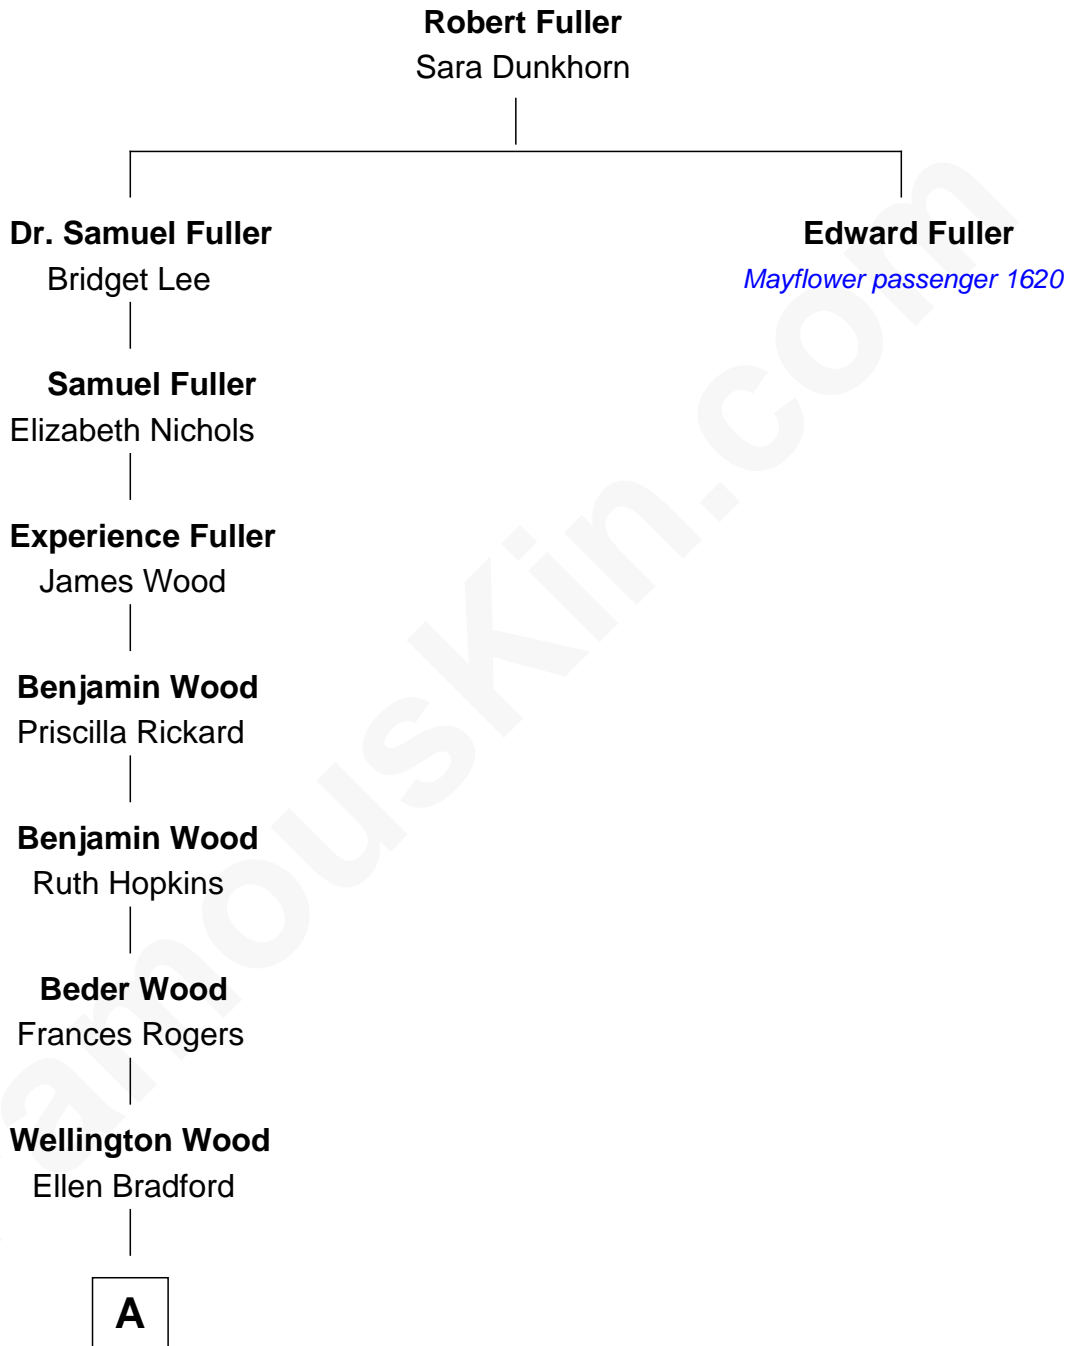 Robert Fuller
Sara Dunkhorn
Dr. Samuel Fuller
Bridget Lee
Edward Fuller
Mayflower passenger 1620
Samuel Fuller
Elizabeth Nichols
Experience Fuller
James Wood
Benjamin Wood
Priscilla Rickard
Benjamin Wood
Ruth Hopkins
Beder Wood
Frances Rogers
Wellington Wood
Ellen Bradford
A
famouskin.com